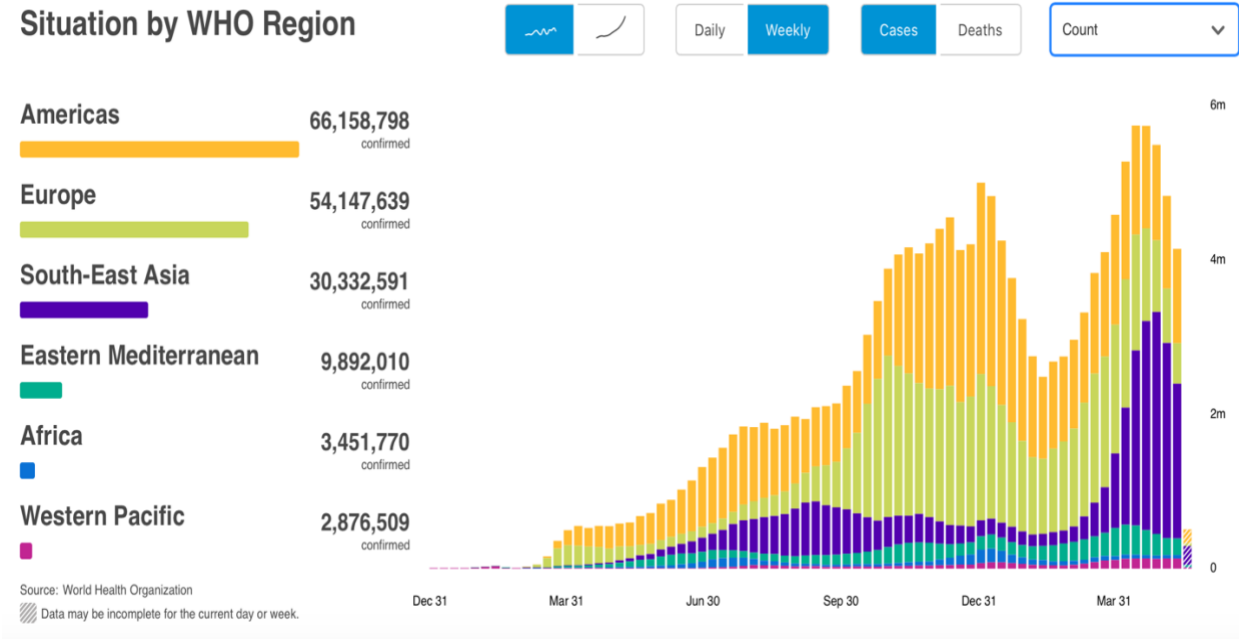 Situation by WHO Region
Daily
Weekly
Cases
Deaths
Count
Americas
66,158,798
confirmed
Europe
54,147,639
confirmed
South-East Asia
30,332,591
confirmed
Eastern Mediterranean
9,892,010
confirmed
Africa
3,451,770
confirmed
Western Pacific
2,876,509
confirmed
Source: World Health Organization
Data may be incomplete for the current day or week.
6m
4m
2m
0
Dec 31
Mar 31
Jun 30
Sep 30
Dec 31
Mar 31